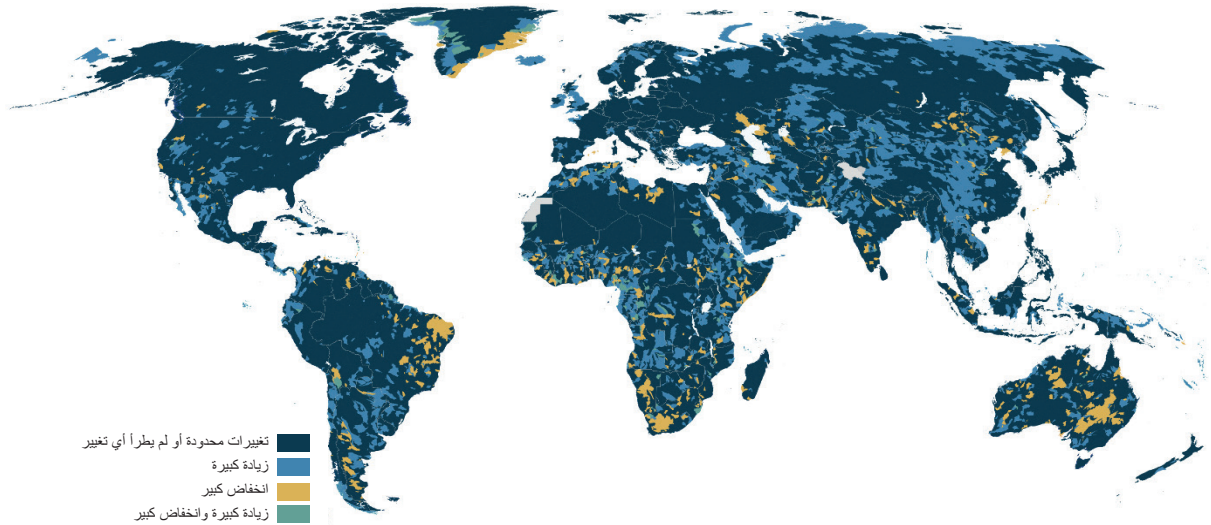 تغييرات محدودة أو لم يطرأ أي تغيير
زيادة كبيرة
انخفاض كبير
زيادة كبيرة وانخفاض كبير